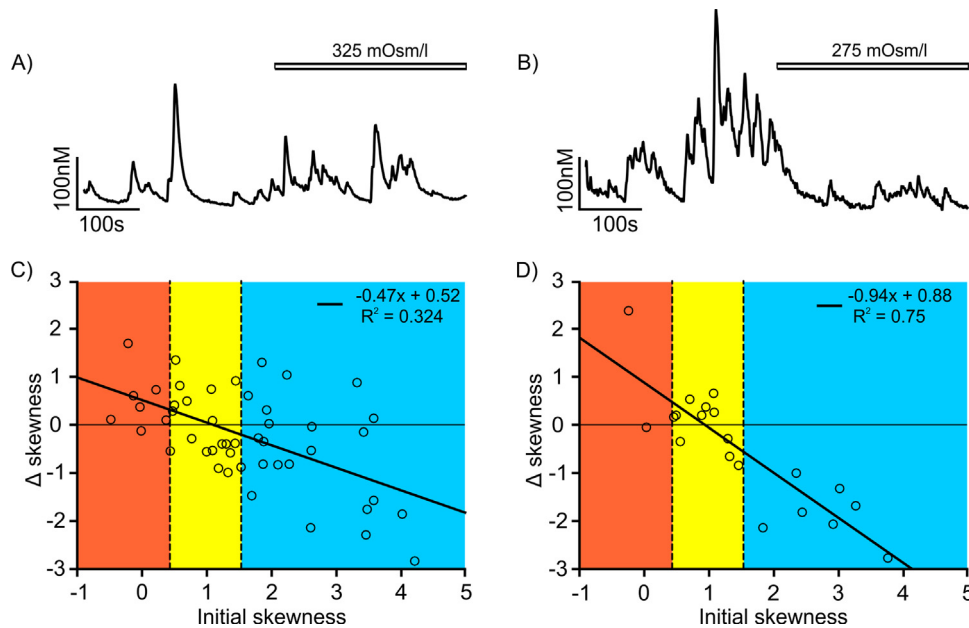 A)
325 mOsm/l
100nM
100s
B)
275 mOsm/l
100nM
100s
C)
3
2
1
0
-1
-2
-3
Δ skewness
-0.47x + 0.52
R² = 0.324
-1 0 1 2 3 4 5
Initial skewness
D)
3
2
1
0
-1
-2
-3
Δ skewness
-0.94x + 0.88
R² = 0.75
-1 0 1 2 3 4 5
Initial skewness